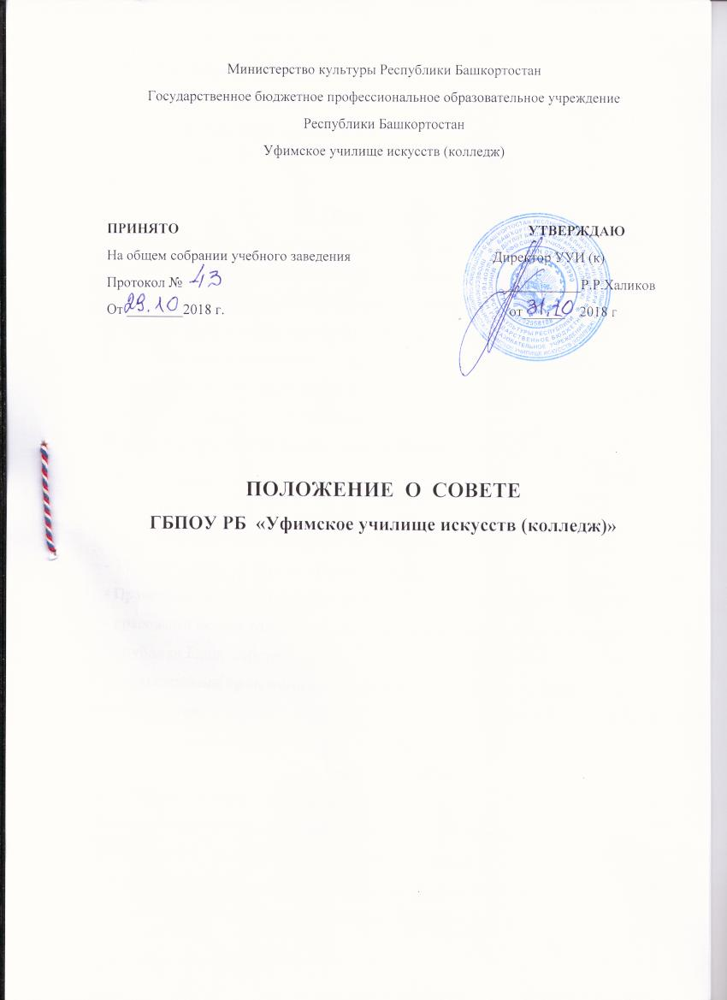 Министерство культуры Республики Башкортостан
Государственное бюджетное профессиональное образовательное учреждение
Республики Башкортостан
Уфимское училище искусств (колледж)
ПРИНЯТО
На общем собрании учебного заведения
Протокол № 43
От 29.10 2018 г.
УТВЕРЖДАЮ
Директор УУИ (к)
Р.Р.Халиков
от 31.10 2018 г
ПОЛОЖЕНИЕ О СОВЕТЕ
ГБПОУ РБ «Уфимское училище искусств (колледж)»